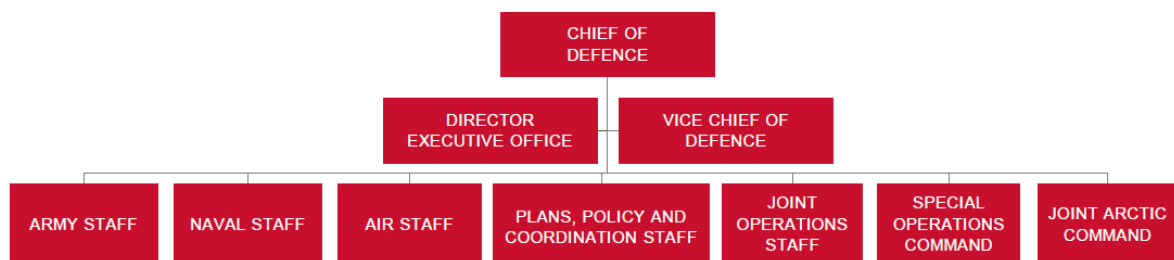 CHIEF OF
DEFENCE
DIRECTOR
EXECUTIVE OFFICE
VICE CHIEF OF
DEFENCE
ARMY STAFF
NAVAL STAFF
AIR STAFF
PLANS, POLICY AND
COORDINATION STAFF
JOINT
OPERATIONS
STAFF
SPECIAL
OPERATIONS
COMMAND
JOINT ARCTIC
COMMAND